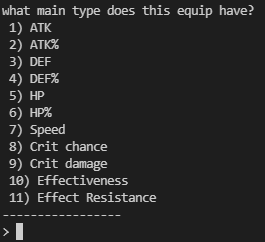 what main type does this equip have?
1) ATK
2) ATK%
3) DEF
4) DEF%
5) HP
6) HP%
7) Speed
8) Crit chance
9) Crit damage
10) Effectiveness
11) Effect Resistance
-----------------
>